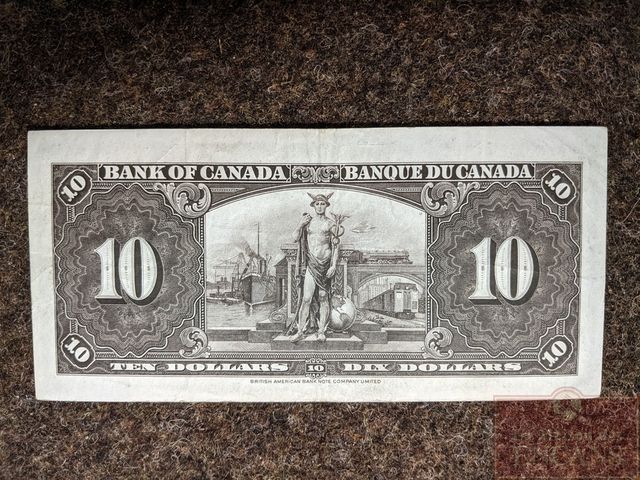 BANK OF CANADA BANQUE DU CANADA
10 10
10 10
10 10
TEN DOLLARS 10 DIX DOLLARS
BRITISH AMERICAN BANK NOTE COMPANY LIMITED
TOSCANO